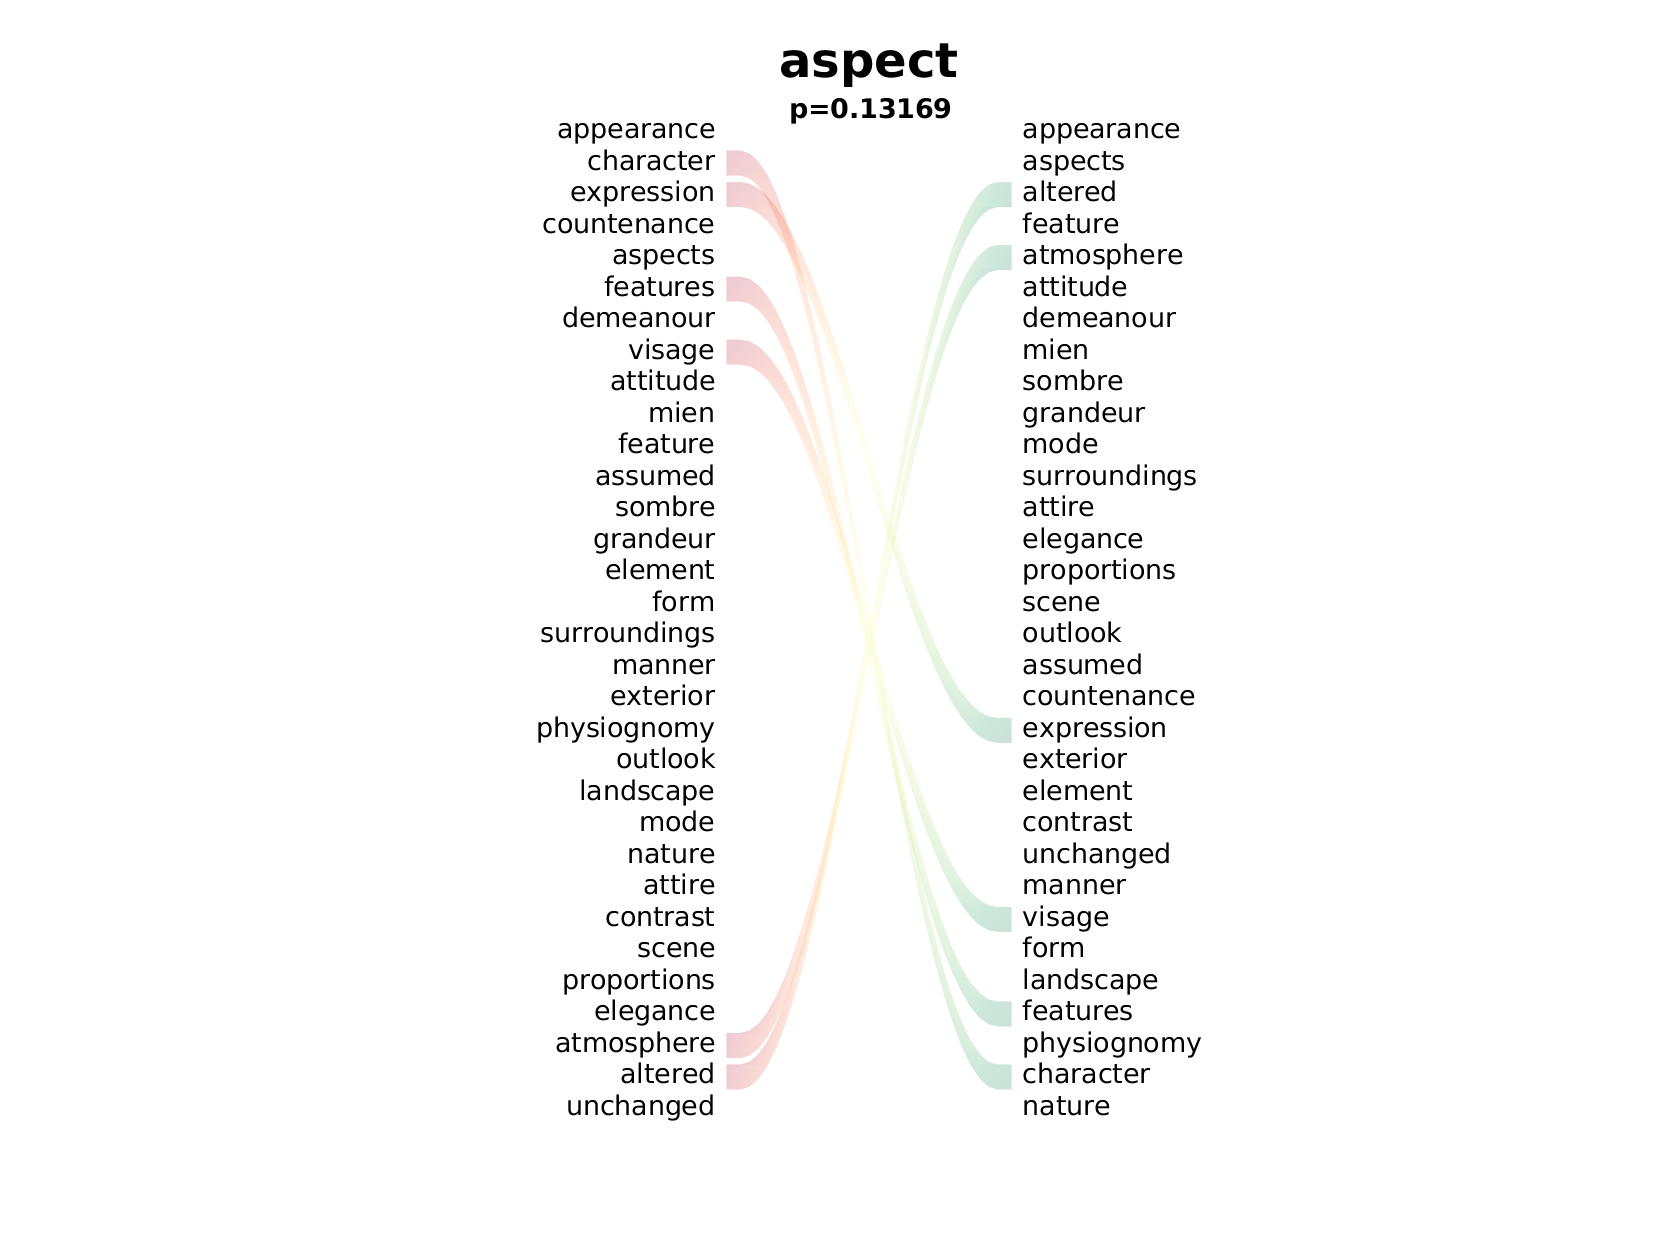 aspect
p=0.13169
appearance appearance
character aspects
expression altered
countenance feature
aspects atmosphere
features attitude
demeanour demeanour
visage mien
attitude sombre
mien grandeur
feature mode
assumed surroundings
sombre attire
grandeur elegance
element proportions
form scene
surroundings outlook
manner assumed
exterior countenance
physiognomy expression
outlook exterior
landscape element
mode contrast
nature unchanged
attire manner
contrast visage
scene form
proportions landscape
elegance features
atmosphere physiognomy
altered character
unchanged nature